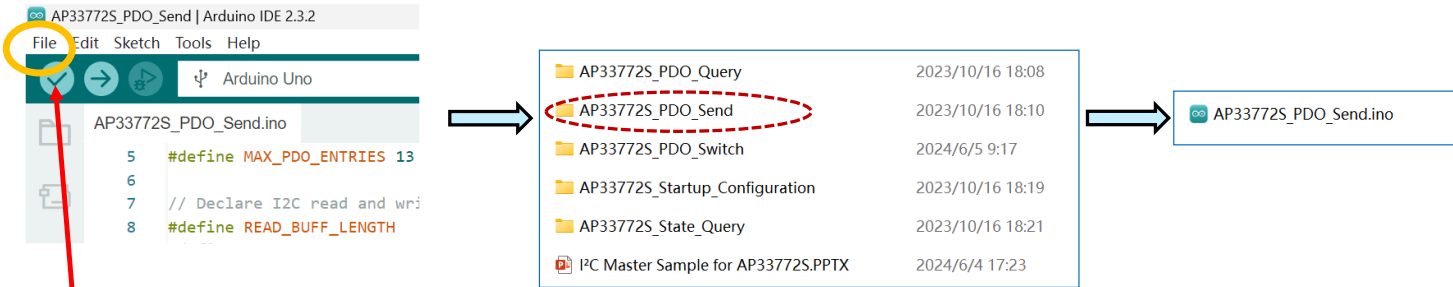 AP33772S_PDO_Send | Arduino IDE 2.3.2
File Edit Sketch Tools Help
Arduino Uno
AP33772S_PDO_Send.ino
5 #define MAX_PDO_ENTRIES 13
6
7 // Declare I2C read and wri
8 #define READ_BUFF_LENGTH
AP33772S_PDO_Query 2023/10/16 18:08
AP33772S_PDO_Send 2023/10/16 18:10
AP33772S_PDO_Switch 2024/6/5 9:17
AP33772S_Startup_Configuration 2023/10/16 18:19
AP33772S_State_Query 2023/10/16 18:21
I²C Master Sample for AP33772S.PPTX 2024/6/4 17:23
AP33772S_PDO_Send.ino